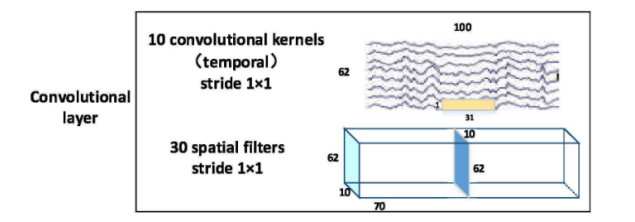 Convolutional
layer
10 convolutional kernels
(temporal)
stride 1×1
100
62
1
31
30 spatial filters
stride 1×1
10
62
62
10
70